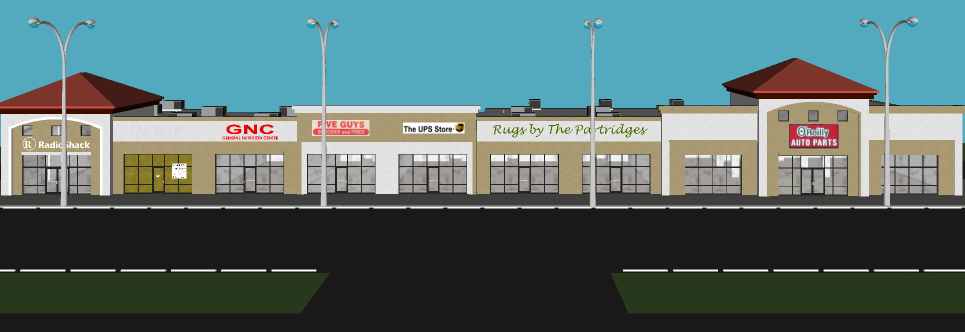 R RadioShack
GNC
GENERAL NUTRITION CENTER
FIVE GUYS
BURGERS and FRIES
The UPS Store
ups
Rugs by The Partridges
O'Reilly
AUTO PARTS